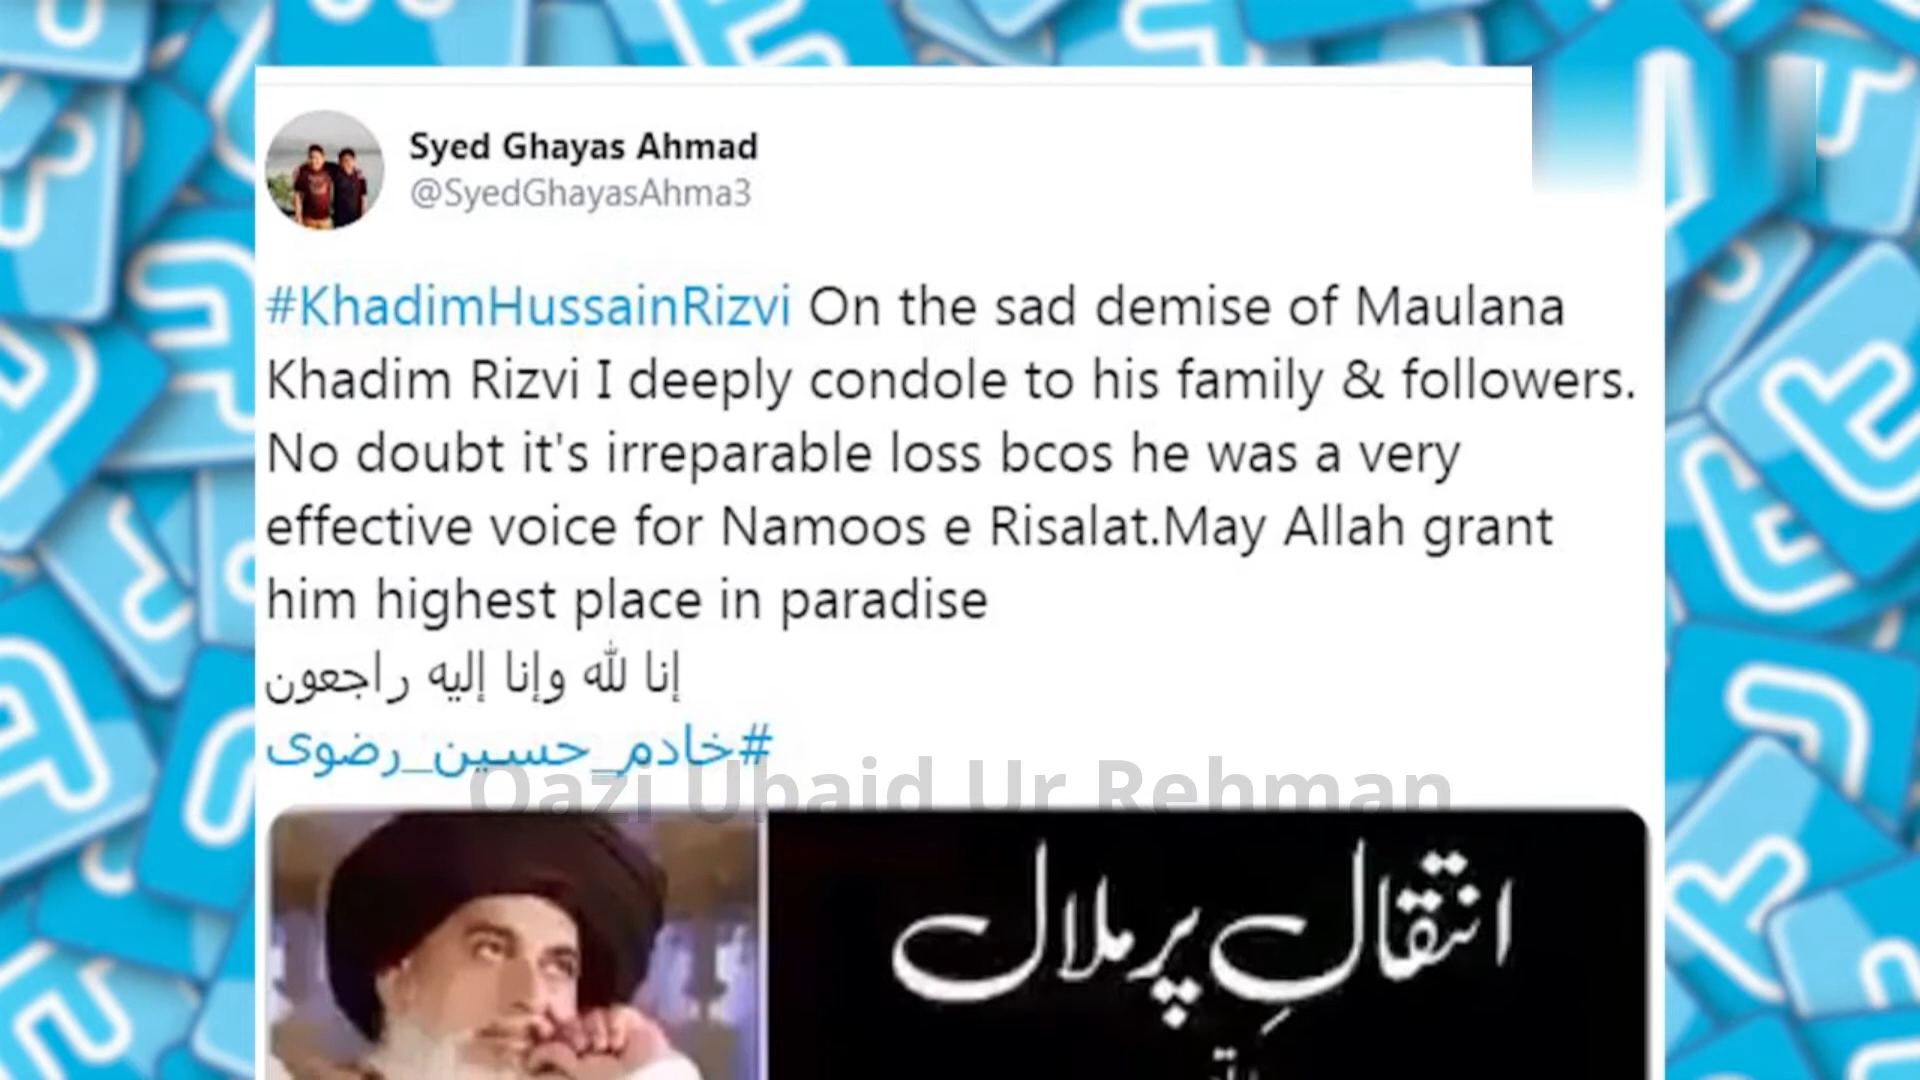 Syed Ghayas Ahmad
@SyedGhayasAhma3
#KhadimHussainRizvi On the sad demise of Maulana
Khadim Rizvi I deeply condole to his family & followers.
No doubt it's irreparable loss bcos he was a very
effective voice for Namoos e Risalat.May Allah grant
him highest place in paradise
إنا لله وإنا إليه راجعون
#خادم_حسین_رضوی
Qazi Ubaid Ur Rehman
انتقالِ پر ملال